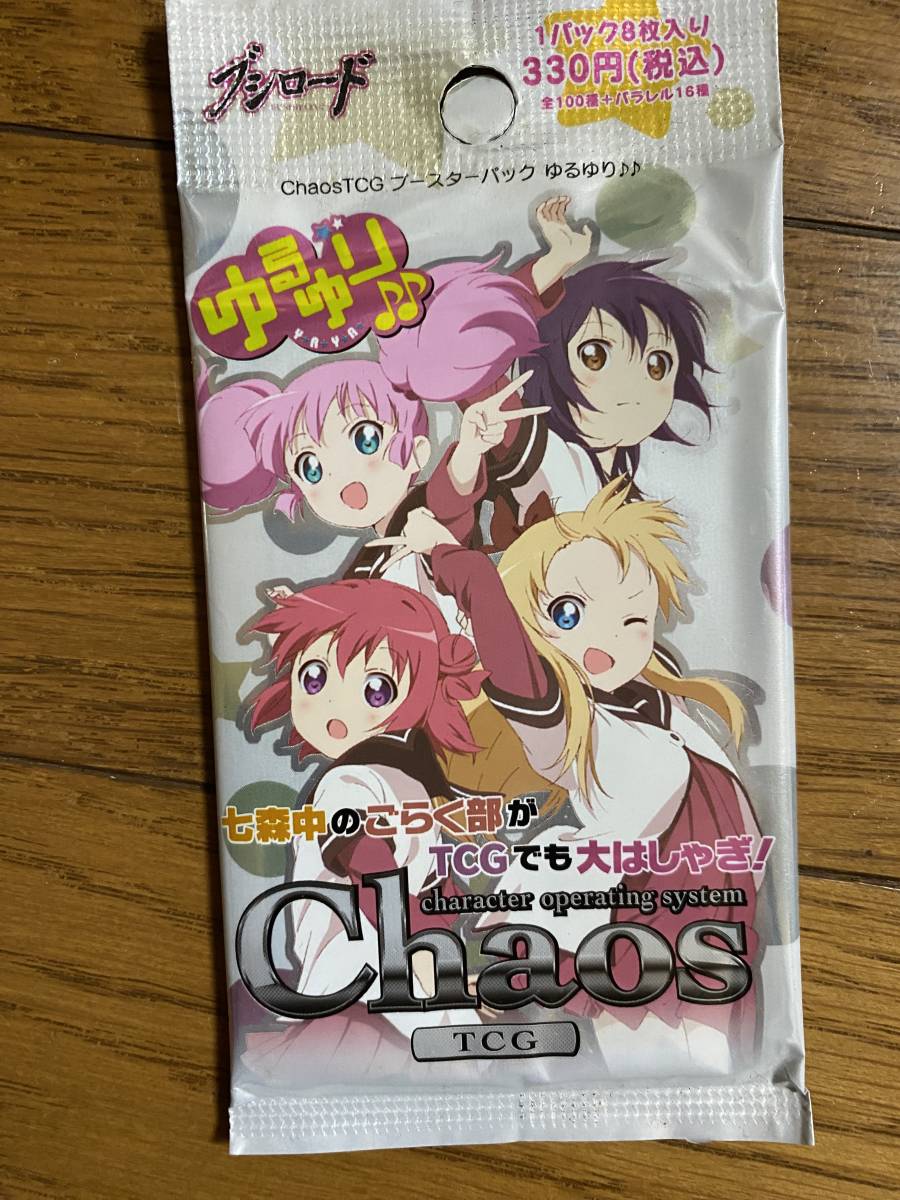 ブシロード
1パック8枚入り
330円(税込)
全100種+パラレル16種
ChaosTCG ブースターパック ゆるゆり♪♪
ゆるゆり♪♪
Y・R・Y・R
七森中のごらく部が
TCGでも大はしゃぎ!
character operating system
Chaos
TCG